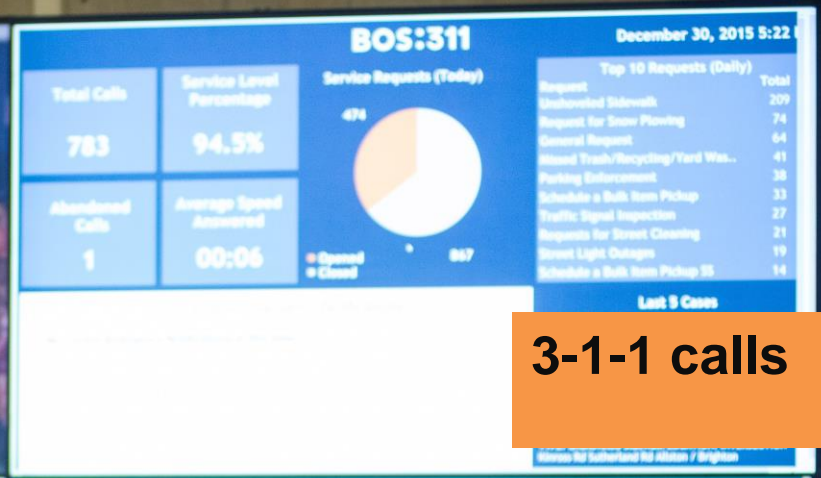 BOS:311
December 30, 2015 5:22
Total Calls
783
Service Level
Percentage
94.5%
Abandoned
Calls
1
Average Speed
Answered
00:06
Service Requests (Today)
474
867
Opened
Closed
Top 10 Requests (Daily)
Request Total
Unshoveled Sidewalk 209
Request for Snow Plowing 74
General Request 64
Missed Trash/Recycling/Yard Was.. 41
Parking Enforcement 38
Schedule a Bulk Item Pickup 33
Traffic Signal Inspection 27
Requests for Street Cleaning 21
Street Light Outages 19
Schedule a Bulk Item Pickup SS 14
Last 5 Cases
3-1-1 calls
Kinross Rd Sutherland Rd Allston / Brighton